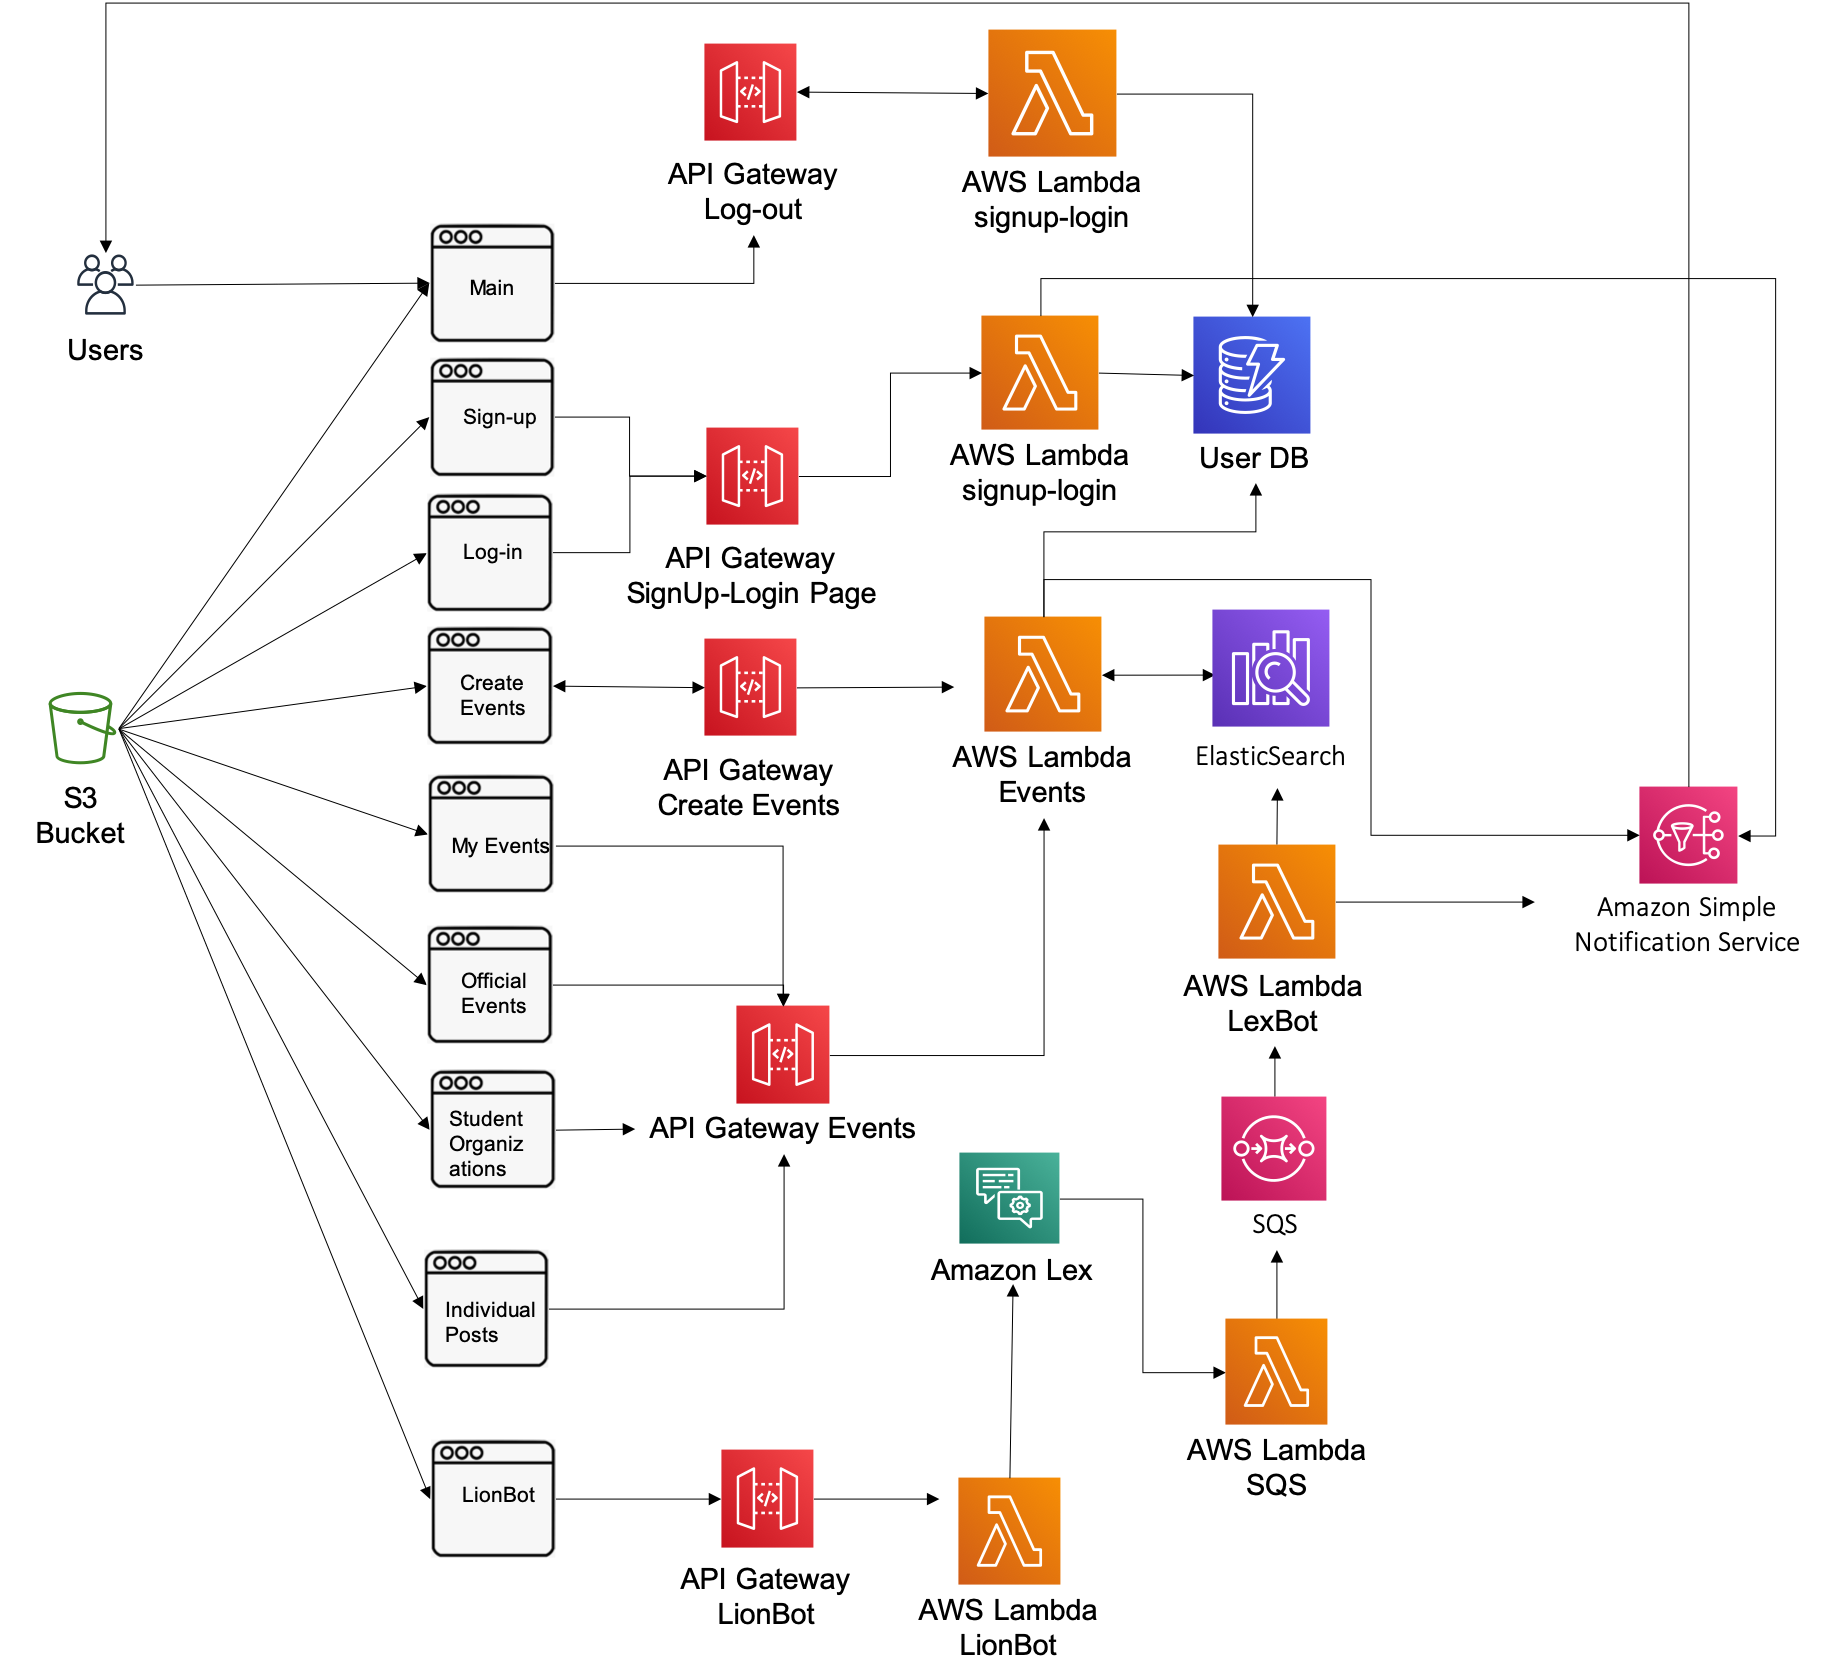 API Gateway
Log-out
AWS Lambda
signup-login
Users
Main
Sign-up
Log-in
API Gateway
SignUp-Login Page
AWS Lambda
signup-login
User DB
S3
Bucket
Create
Events
API Gateway
Create Events
AWS Lambda
Events
ElasticSearch
My Events
Official
Events
Amazon Simple
Notification Service
AWS Lambda
LexBot
Student
Organiz
ations
API Gateway Events
SQS
Amazon Lex
Individual
Posts
AWS Lambda
SQS
LionBot
API Gateway
LionBot
AWS Lambda
LionBot